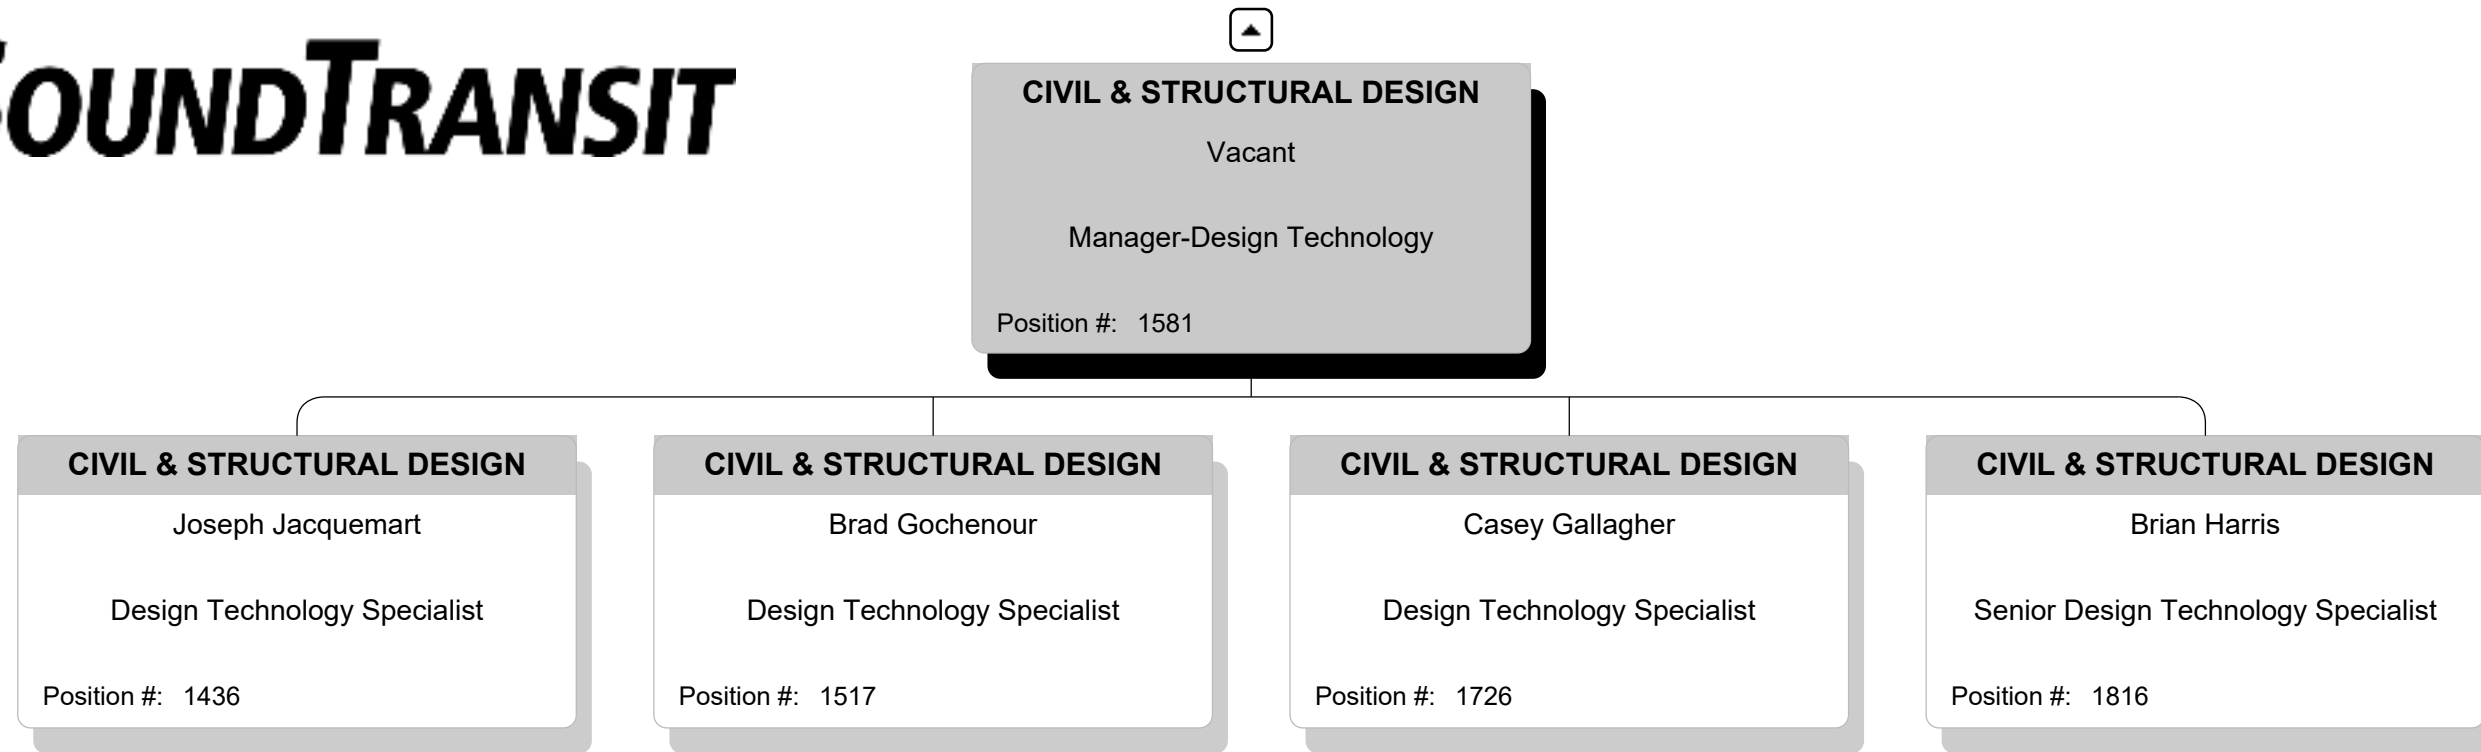 SOUNDTRANSIT
CIVIL & STRUCTURAL DESIGN
Vacant
Manager-Design Technology
Position #: 1581
CIVIL & STRUCTURAL DESIGN
Joseph Jacquemart
Design Technology Specialist
Position #: 1436
CIVIL & STRUCTURAL DESIGN
Brad Gochenour
Design Technology Specialist
Position #: 1517
CIVIL & STRUCTURAL DESIGN
Casey Gallagher
Design Technology Specialist
Position #: 1726
CIVIL & STRUCTURAL DESIGN
Brian Harris
Senior Design Technology Specialist
Position #: 1816